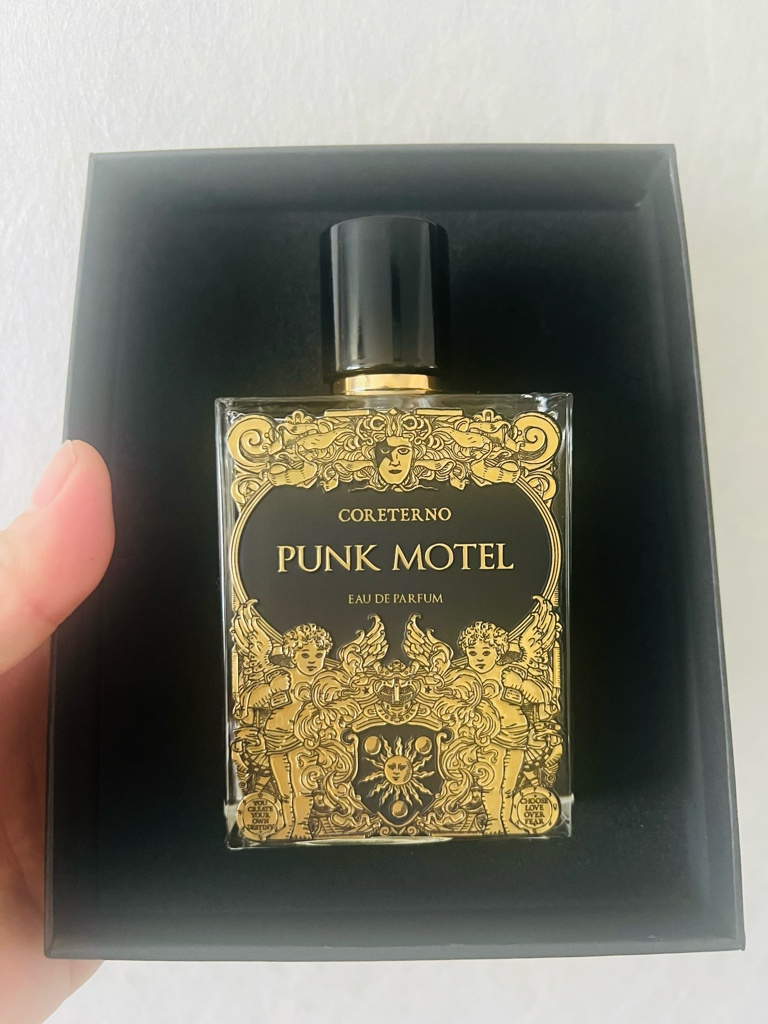 CORETERNO
PUNK MOTEL
EAU DE PARFUM
YOU
CREATE
YOUR
OWN
DESTINY
CHOOSE
LOVE
OVER
FEAR